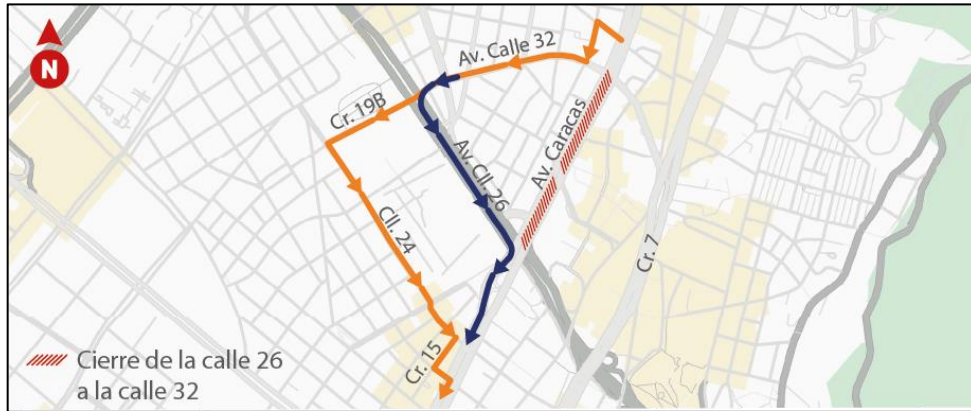 N
Av. Calle 32
Cr. 19B
Av. Caracas
Av. Cll. 26
Cll. 24
Cr. 7
Cr. 15
Cierre de la calle 26
a la calle 32